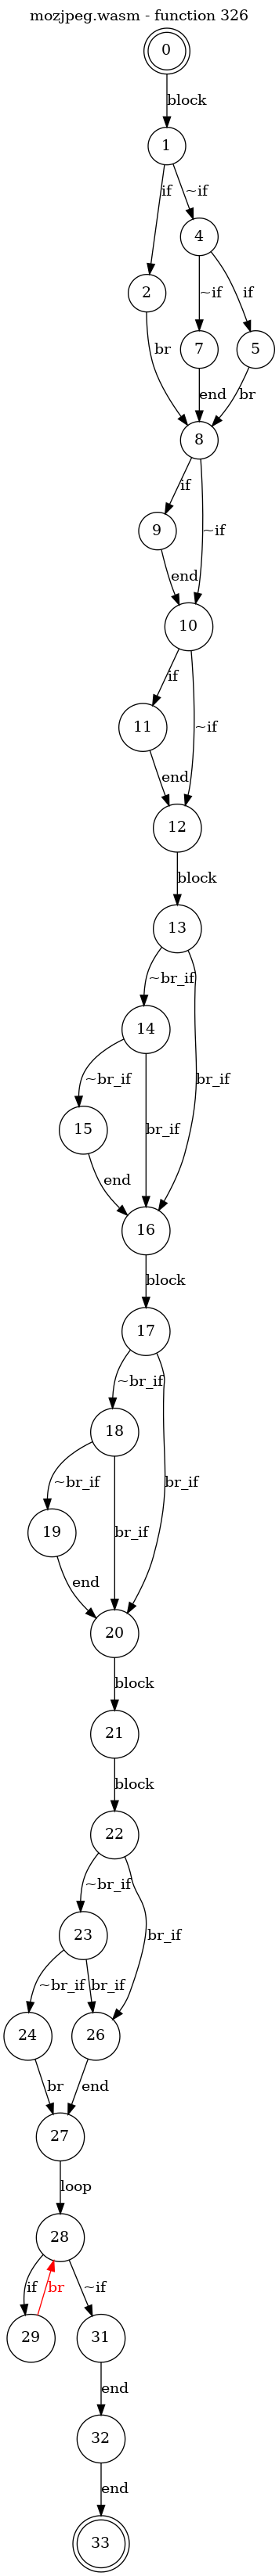 mozjpeg.wasm - function 326
0
block
1
if
~if
4
2
~if
if
7
5
br
end
br
8
if
~if
9
end
10
if
~if
11
end
12
block
13
~br_if
br_if
14
~br_if
br_if
15
end
16
block
17
~br_if
br_if
18
~br_if
br_if
19
end
20
block
21
block
22
~br_if
br_if
23
~br_if
br_if
24
26
br
end
27
loop
28
if
br
~if
29
31
end
32
end
33